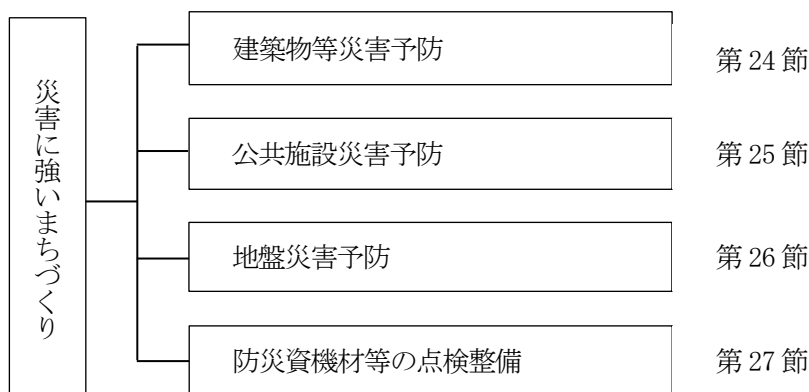 災害に強いまちづくり
建築物等災害予防
第24節
公共施設災害予防
第25節
地盤災害予防
第26節
防災資機材等の点検整備
第27節